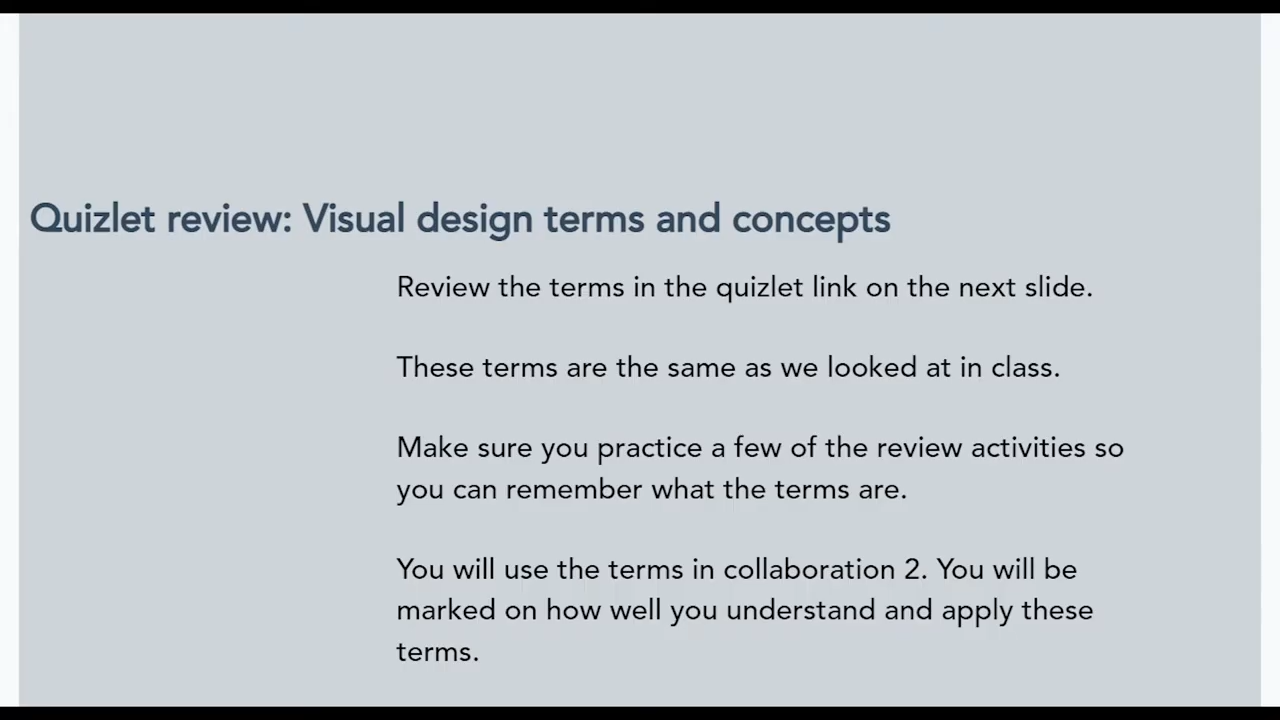 Quizlet review: Visual design terms and concepts
Review the terms in the quizlet link on the next slide.
These terms are the same as we looked at in class.
Make sure you practice a few of the review activities so
you can remember what the terms are.
You will use the terms in collaboration 2. You will be
marked on how well you understand and apply these
terms.